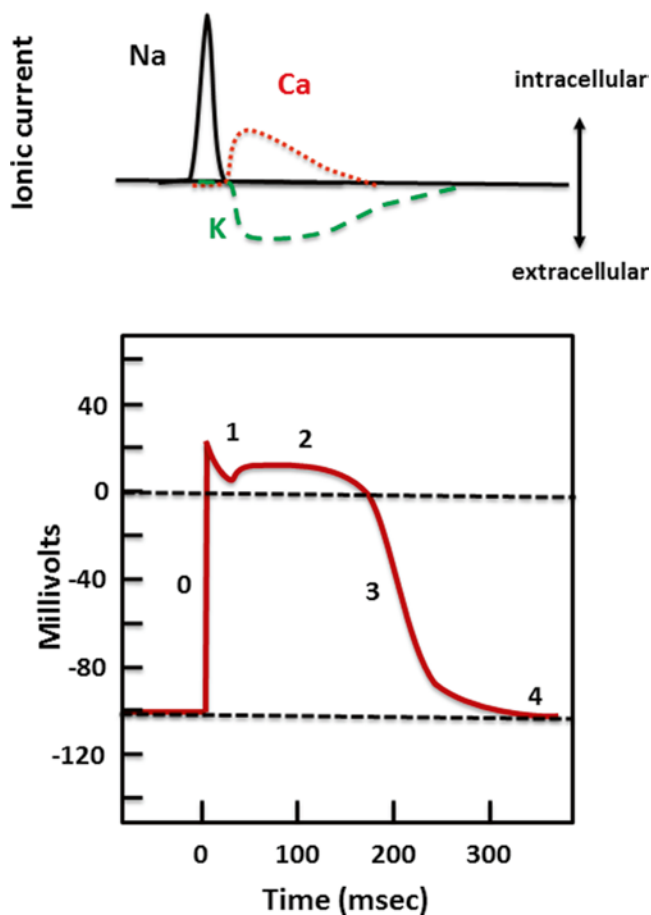 Ionic current
Na
Ca
K
intracellular
extracellular
Millivolts
40
0
-40
-80
-120
0
1
2
3
4
0
100
200
300
Time (msec)